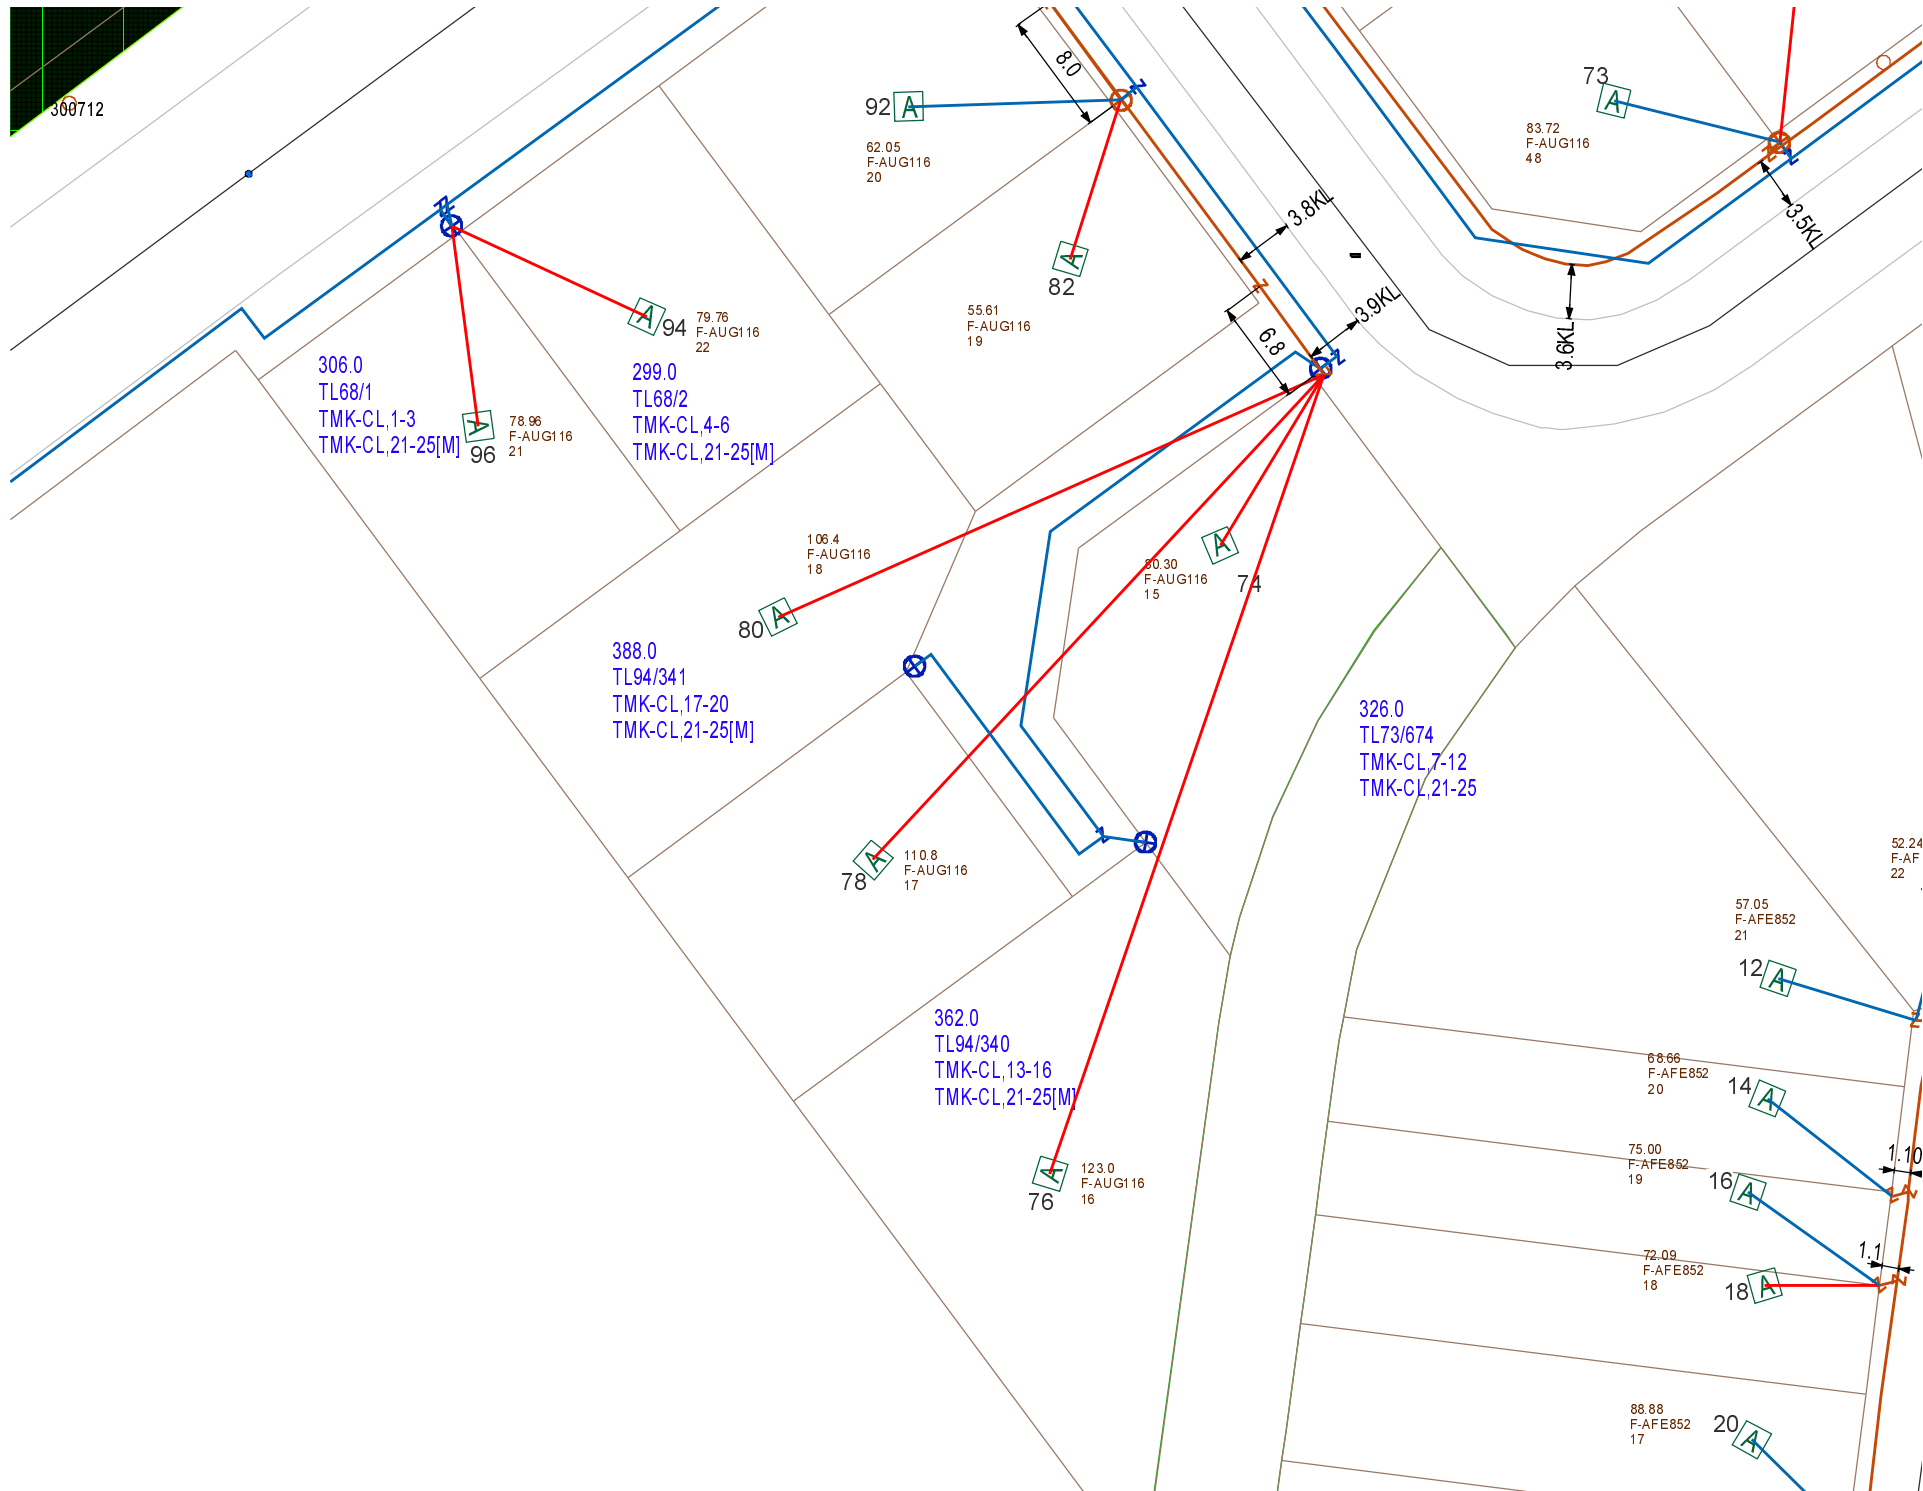 300712
8.0
92
A
62.05
F-AUG116
20
73
A
83.72
F-AUG116
48
3.5KL
3.8KL
A
82
3.9KL
3.6KL
6.8
55.61
F-AUG116
19
A
94
79.76
F-AUG116
22
306.0
TL68/1
TMK-CL,1-3
TMK-CL,21-25[M]
299.0
TL68/2
TMK-CL,4-6
TMK-CL,21-25[M]
A
96
78.96
F-AUG116
21
106.4
F-AUG116
18
A
80
A
74
80.30
F-AUG116
15
388.0
TL94/341
TMK-CL,17-20
TMK-CL,21-25[M]
326.0
TL73/674
TMK-CL,7-12
TMK-CL,21-25
A
78
110.8
F-AUG116
17
52.24
F-AF
22
57.05
F-AFE852
21
12
A
362.0
TL94/340
TMK-CL,13-16
TMK-CL,21-25[M]
68.66
F-AFE852
20
14
A
A
76
123.0
F-AUG116
16
75.00
F-AFE852
19
16
A
1.10
1.1
72.09
F-AFE852
18
18
A
88.88
F-AFE852
17
20
A